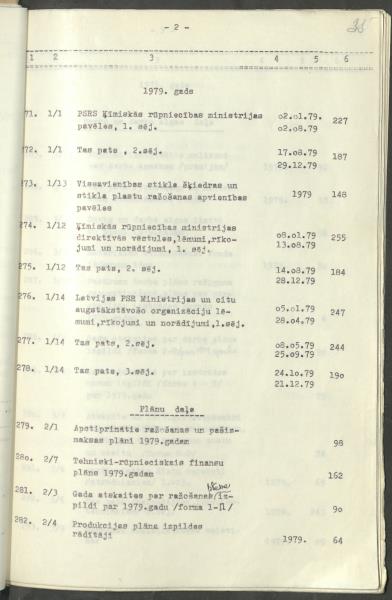 - 2 -
35
1 2 3 4 5 6
1979. gads
271. 1/1 PSRS Ķīmiskās rūpniecības ministrijas o2.o1.79. 227
pavēles, 1. sēj. o2.o8.79
272. 1/1 Tas pats , 2.sēj. 17.o8.79 187
29.12.79
273. 1/13 Vissavienības stikla šķiedras un
stikla plastu ražošanas apvienības 1979 148
pavēles
274. 1/12 Ķīmiskās rūpniecības ministrijas
direktīvās vēstules,lēmumi,rīko- o8.o1.79 255
jumi un norādījumi, 1. sēj. 13.o8.79
275. 1/12 Tas pats, 2. sēj. 14.o8.79 184
28.12.79
276. 1/14 Latvijas PSR Ministrijas un citu
augstākstāvošo organizāciju lē- o5.o1.79 247
mumi,rīkojumi un norādījumi,1.sēj. 28.o4.79
277. 1/14 Tas pats, 2.sēj. o8.o5.79 244
25.o9.79
278. 1/14 Tas pats, 3.sēj. 24.1o.79 19o
21.12.79
Plānu daļa
279. 2/1 Apstiprinātie ražošanas un pašiz-
maksas plāni 1979.gadam 98
28o. 2/7 Tehniski-rūpnieciskais finansu
plāns 1979.gadam 162
281. 2/3 Gada atskaites par ražošanas/iz-
pildi par 1979.gadu /forma 1-П/ 9o
282. 2/4 Produkcijas plāna izpildes
rādītāji 1979. 64